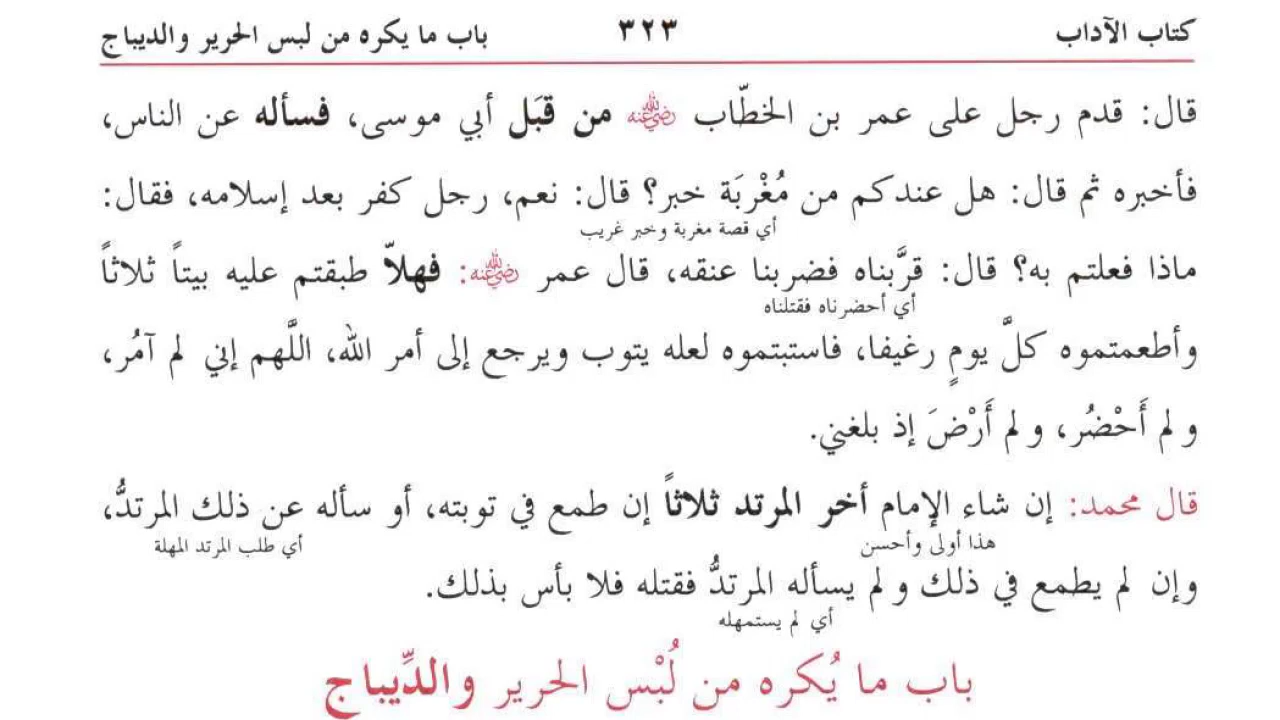 كتاب الآداب ٣٢٣ باب ما يكره من لبس الحرير والديباج
قال: قدم رجل على عمر بن الخطّاب رضي الله عنه من قبَل أبي موسى، فسأله عن الناس،
فأخبره ثم قال: هل عندكم من مُغْربَة خبر؟ قال: نعم، رجل كفر بعد إسلامه، فقال:
أي قصة مغربة وخبر غريب
ماذا فعلتم به؟ قال: قرَّبناه فضربنا عنقه، قال عمر رضي الله عنه: فهلاّ طبقتم عليه بيتاً ثلاثاً
أي أحضرناه فقتلناه
وأطعمتموه كلَّ يومٍ رغيفا، فاستبتموه لعله يتوب ويرجع إلى أمر الله، اللَّهم إني لم آمُر،
ولم أَحْضُر، ولم أَرْضَ إذ بلغني.
قال محمد: إن شاء الإمام أخر المرتد ثلاثاً إن طمع في توبته، أو سأله عن ذلك المرتدُّ،
هذا أولى وأحسن أي طلب المرتد المهلة
وإن لم يطمع في ذلك ولم يسأله المرتدُّ فقتله فلا بأس بذلك.
أي لم يستمهله
باب ما يُكره من لُبْس الحرير والدِّيباج